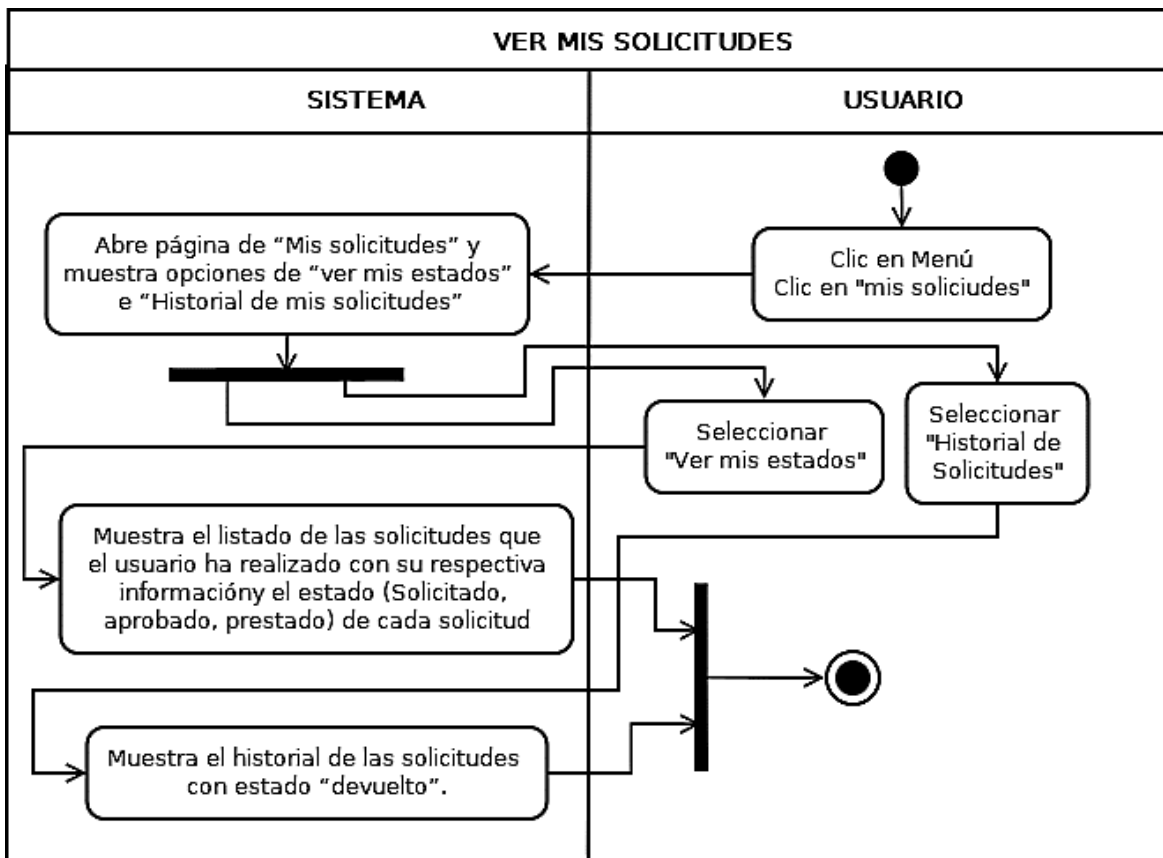 VER MIS SOLICITUDES
SISTEMA
USUARIO
Clic en Menú
Clic en "mis soliciudes"
Abre página de “Mis solicitudes” y
muestra opciones de “ver mis estados”
e “Historial de mis solicitudes”
Seleccionar
"Ver mis estados"
Seleccionar
"Historial de
Solicitudes"
Muestra el listado de las solicitudes que
el usuario ha realizado con su respectiva
informacióny el estado (Solicitado,
aprobado, prestado) de cada solicitud
Muestra el historial de las solicitudes
con estado “devuelto”.